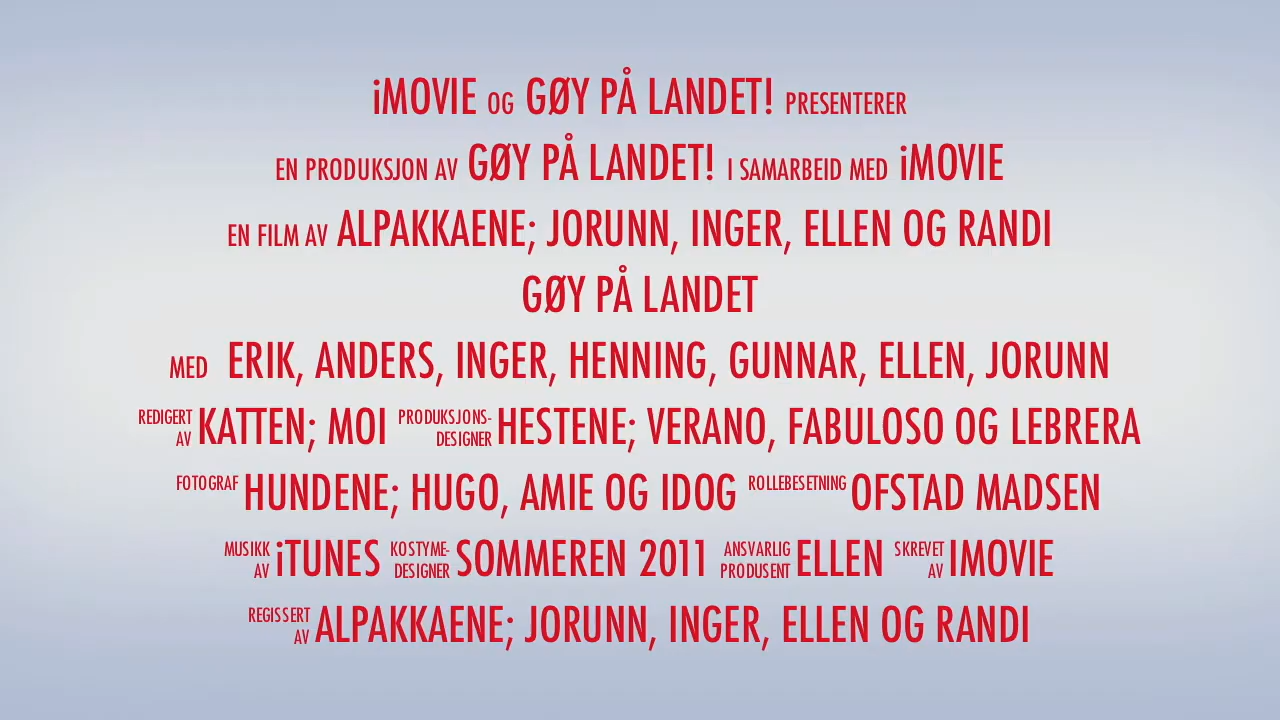 iMOVIE OG GØY PÅ LANDET! PRESENTERER
EN PRODUKSJON AV GØY PÅ LANDET! I SAMARBEID MED iMOVIE
EN FILM AV ALPAKKAENE; JORUNN, INGER, ELLEN OG RANDI
GØY PÅ LANDET
MED ERIK, ANDERS, INGER, HENNING, GUNNAR, ELLEN, JORUNN
REDIGERT AV KATTEN; MOI PRODUKSJONS-DESIGNER HESTENE; VERANO, FABULOSO OG LEBRERA
FOTOGRAF HUNDENE; HUGO, AMIE OG IDOG ROLLEBESETNING OFSTAD MADSEN
MUSIKK AV iTUNES KOSTYME-DESIGNER SOMMEREN 2011 ANSVARLIG PRODUSENT ELLEN SKREVET AV IMOVIE
REGISSERT AV ALPAKKAENE; JORUNN, INGER, ELLEN OG RANDI